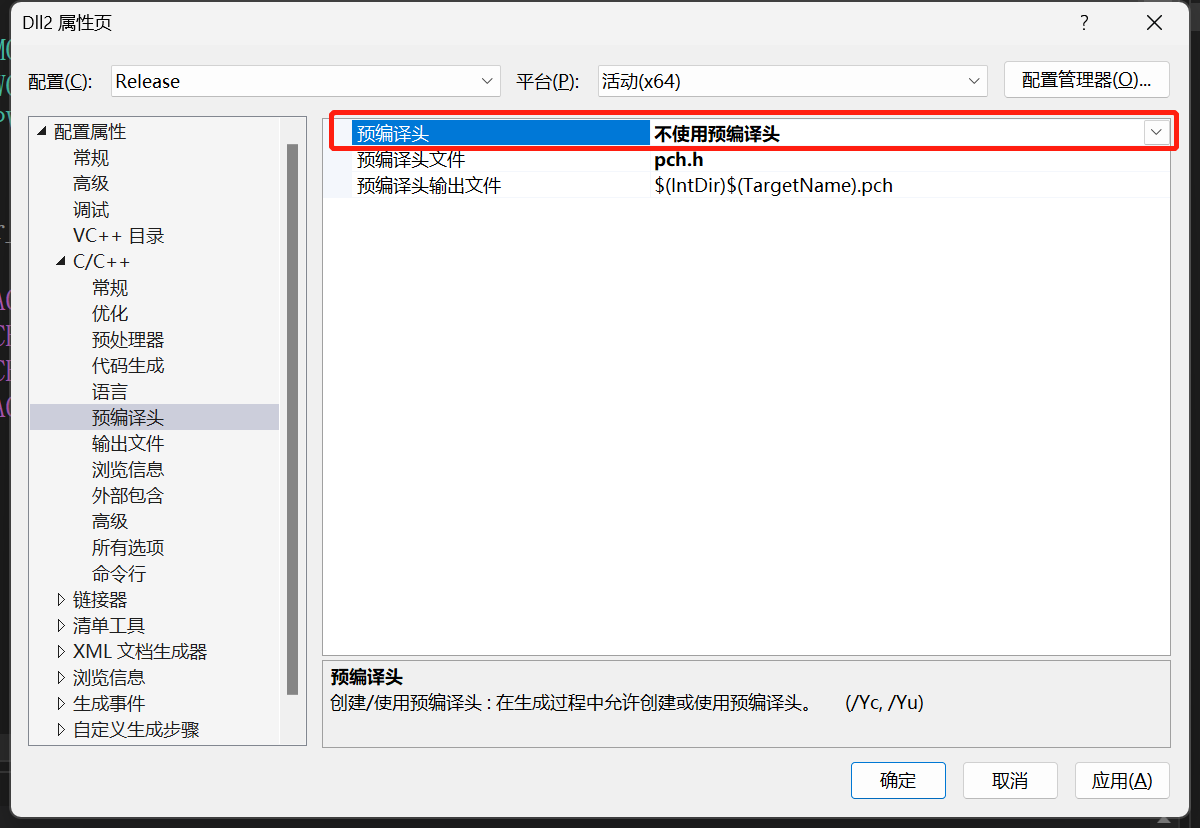 Dll2 属性页
配置(C): Release 平台(P): 活动(x64) 配置管理器(O)...
配置属性
常规
高级
调试
VC++ 目录
C/C++
常规
优化
预处理器
代码生成
语言
预编译头
输出文件
浏览信息
外部包含
高级
所有选项
命令行
链接器
清单工具
XML 文档生成器
浏览信息
生成事件
自定义生成步骤
预编译头 不使用预编译头
预编译头文件 pch.h
预编译头输出文件 $(IntDir)$(TargetName).pch
预编译头
创建/使用预编译头 : 在生成过程中允许创建或使用预编译头。 (/Yc, /Yu)
确定 取消 应用(A)